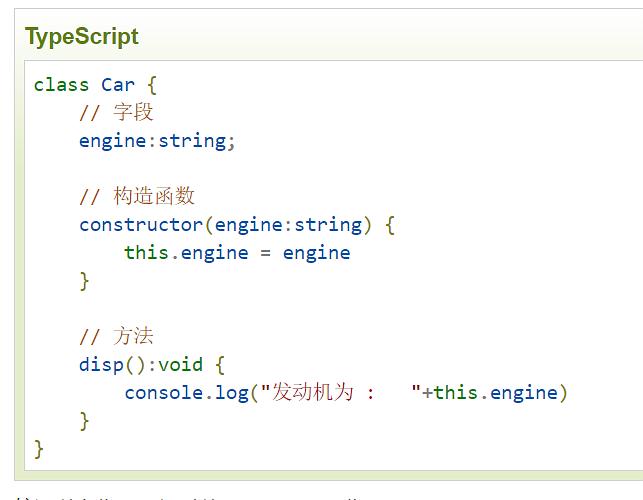 TypeScript
class Car {
    // 字段
    engine:string;

    // 构造函数
    constructor(engine:string) {
        this.engine = engine
    }

    // 方法
    disp():void {
        console.log("发动机为 :   "+this.engine)
    }
}